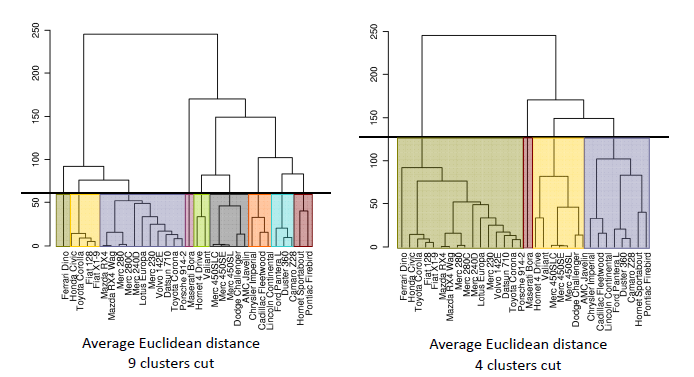 250
200
150
100
50
0
Ferrari Dino
Honda Civic
Toyota Corolla
Fiat 128
Fiat X1-9
Mazda RX4
Mazda RX4 Wag
Merc 280
Merc 280C
Merc 240D
Lotus Europa
Merc 230
Volvo 142E
Datsun 710
Toyota Corona
Porsche 914-2
Maserati Bora
Hornet 4 Drive
Valiant
Merc 450SLC
Merc 450SE
Merc 450SL
Dodge Challenger
AMC Javelin
Chrysler Imperial
Cadillac Fleetwood
Lincoln Continental
Ford Pantera L
Duster 360
Camaro Z28
Hornet Sportabout
Pontiac Firebird
Average Euclidean distance
9 clusters cut
250
200
150
100
50
0
Ferrari Dino
Honda Civic
Toyota Corolla
Fiat 128
Fiat X1-9
Mazda RX4
Mazda RX4 Wag
Merc 280
Merc 280C
Merc 240D
Lotus Europa
Merc 230
Volvo 142E
Datsun 710
Toyota Corona
Porsche 914-2
Maserati Bora
Hornet 4 Drive
Valiant
Merc 450SLC
Merc 450SE
Merc 450SL
Dodge Challenger
AMC Javelin
Chrysler Imperial
Cadillac Fleetwood
Lincoln Continental
Ford Pantera L
Duster 360
Camaro Z28
Hornet Sportabout
Pontiac Firebird
Average Euclidean distance
4 clusters cut